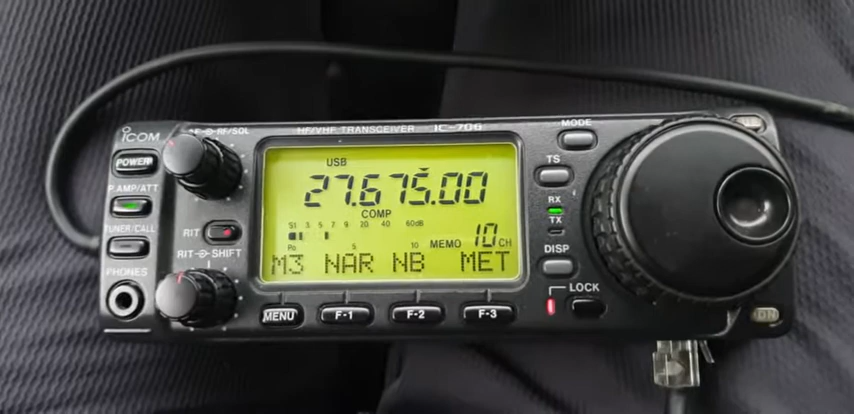 ICOM
AF RF/SQL
HF/VHF TRANSCEIVER IC-706
MODE
POWER
USB
27.675.00
TS
P.AMP/ATT
COMP
RX
TX
S1 3 5 7 9 20 40 60dB
TUNER/CALL
RIT
Po 5 10
MEMO 10 CH
DISP
RIT SHIFT
M3 NAR NB MET
PHONES
LOCK
MENU F-1 F-2 F-3
DN